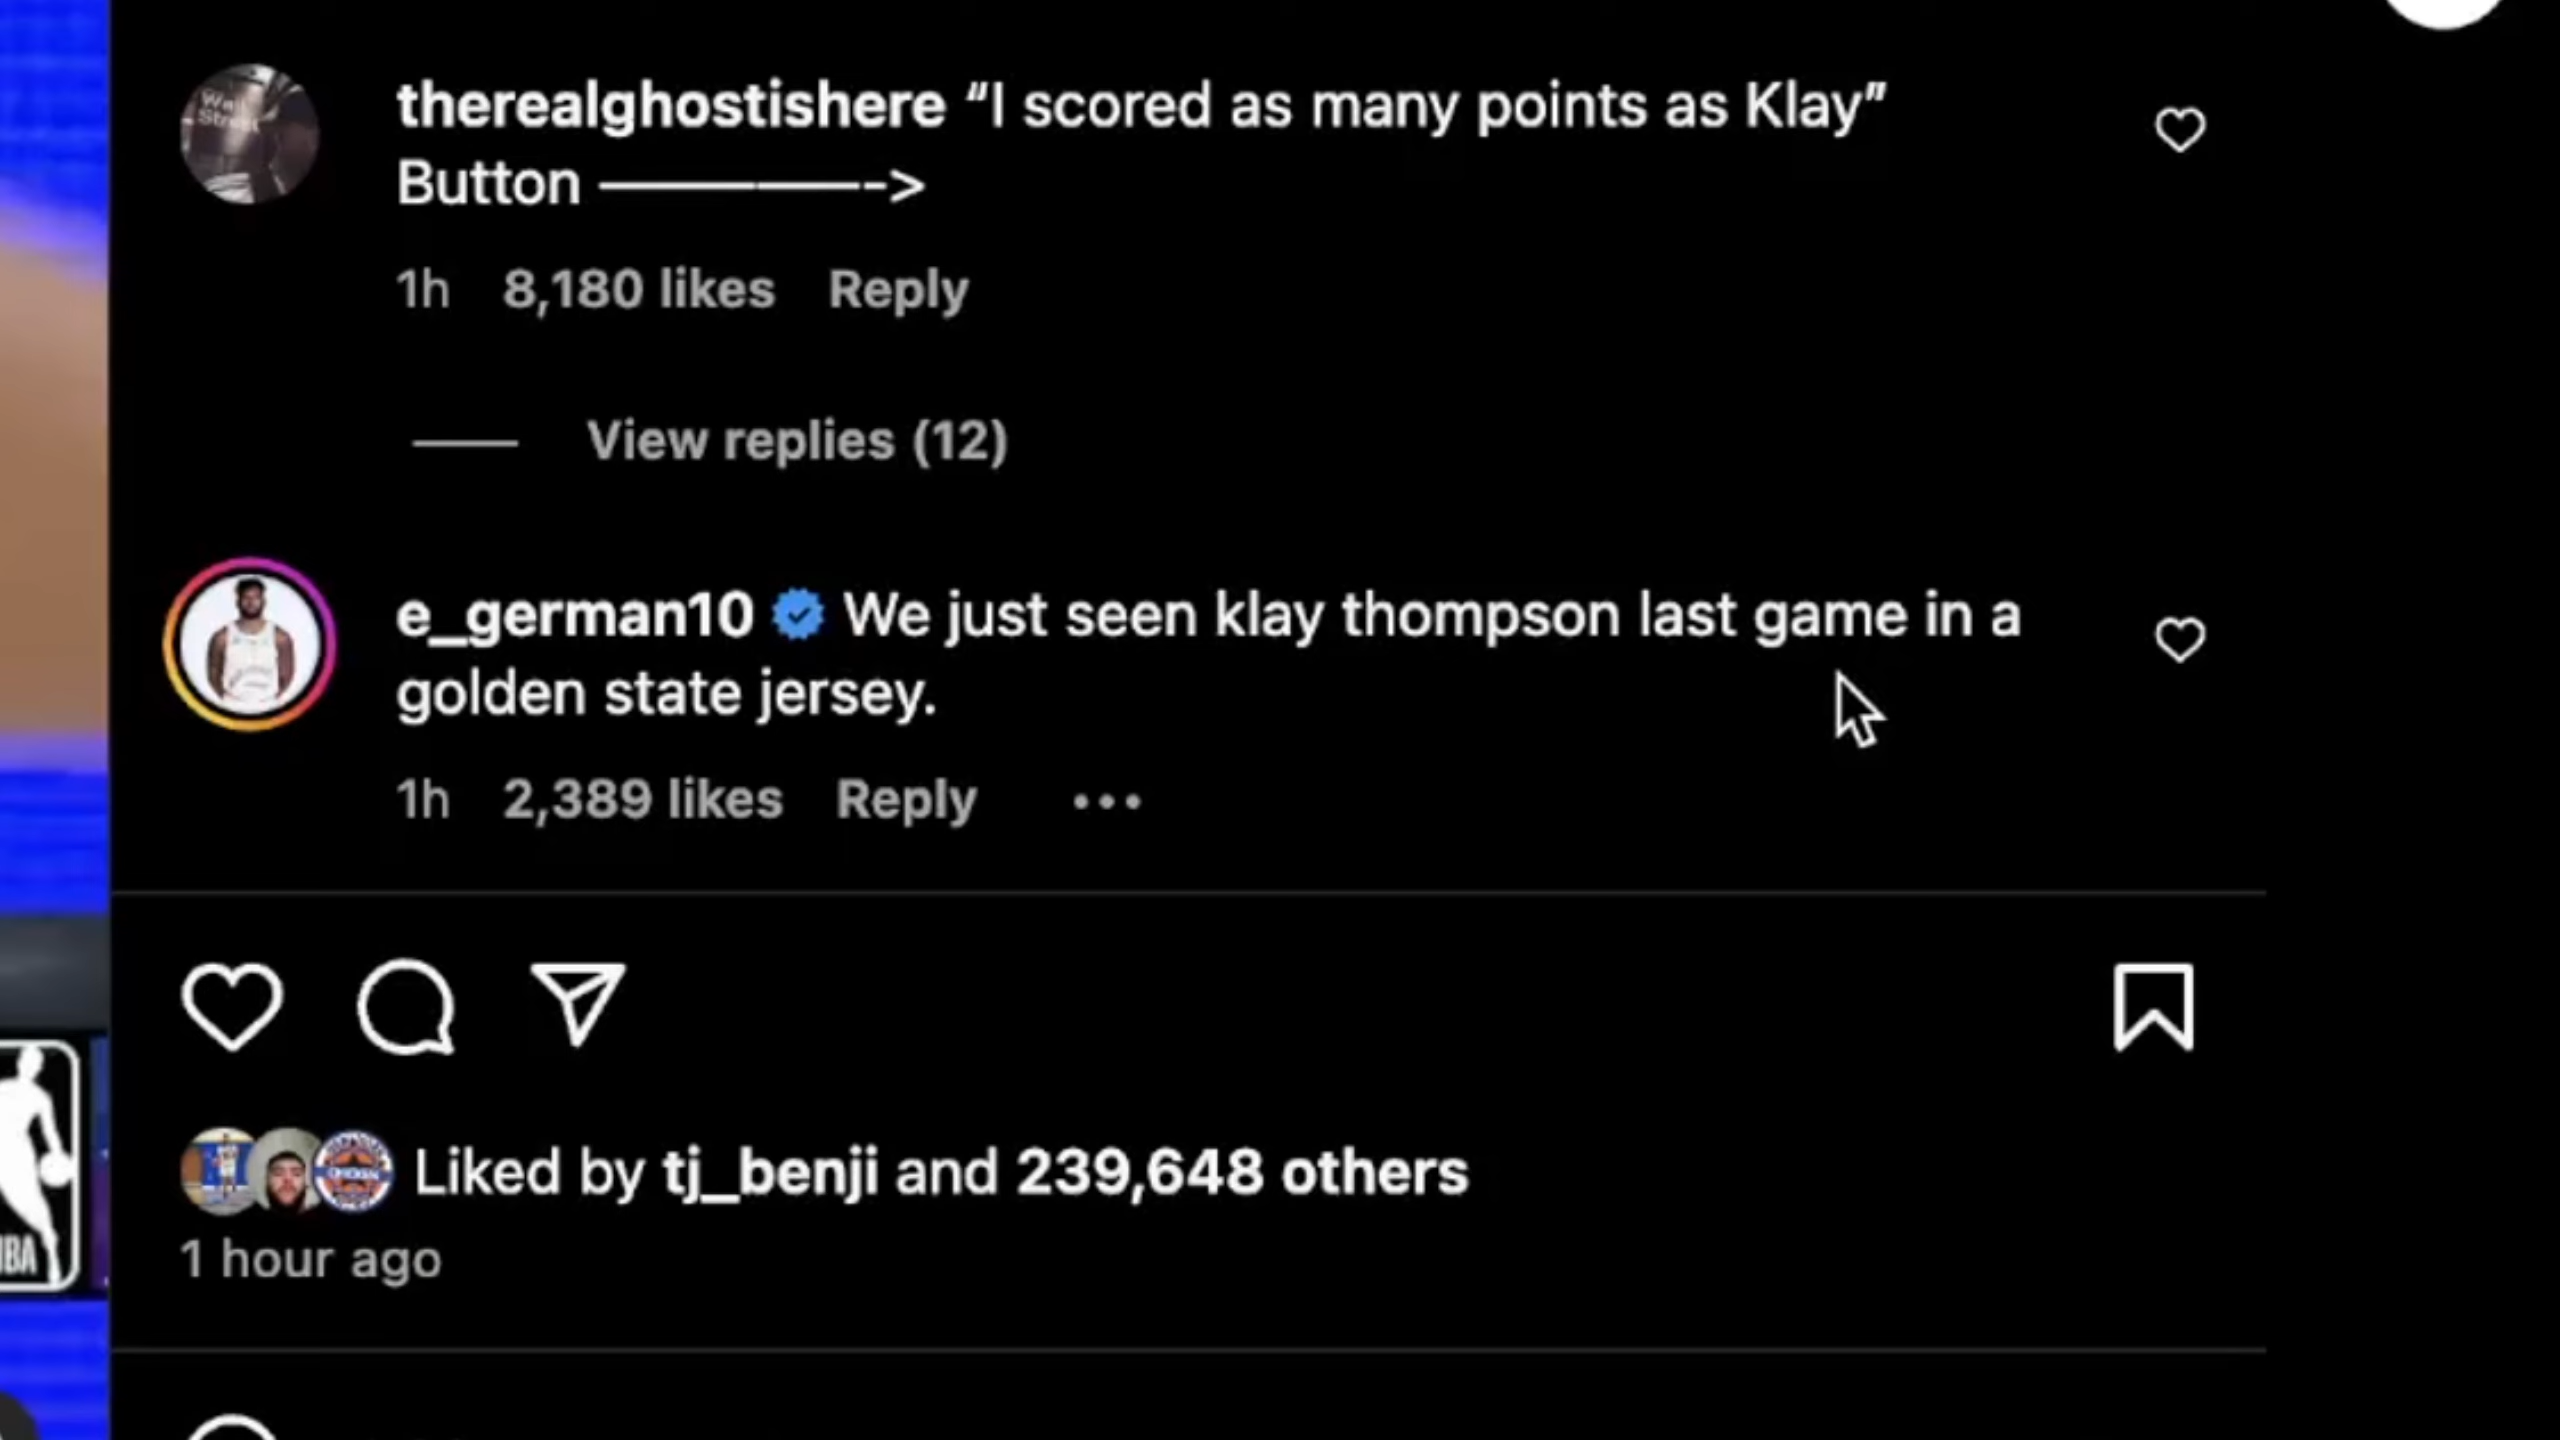 therealghostishere “I scored as many points as Klay”
Button ————-->
1h 8,180 likes Reply
View replies (12)
e_german10 We just seen klay thompson last game in a
golden state jersey.
1h 2,389 likes Reply
Liked by tj_benji and 239,648 others
1 hour ago